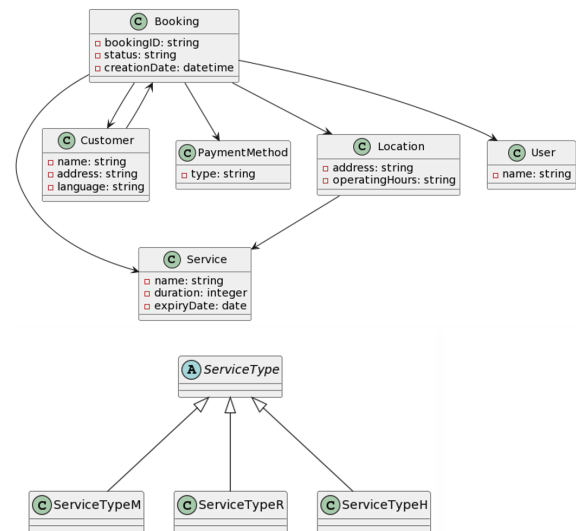 C Booking
bookingID: string
status: string
creationDate: datetime
C Customer
name: string
address: string
language: string
C PaymentMethod
type: string
C Location
address: string
operatingHours: string
C User
name: string
C Service
name: string
duration: integer
expiryDate: date
A ServiceType
C ServiceTypeM
C ServiceTypeR
C ServiceTypeH